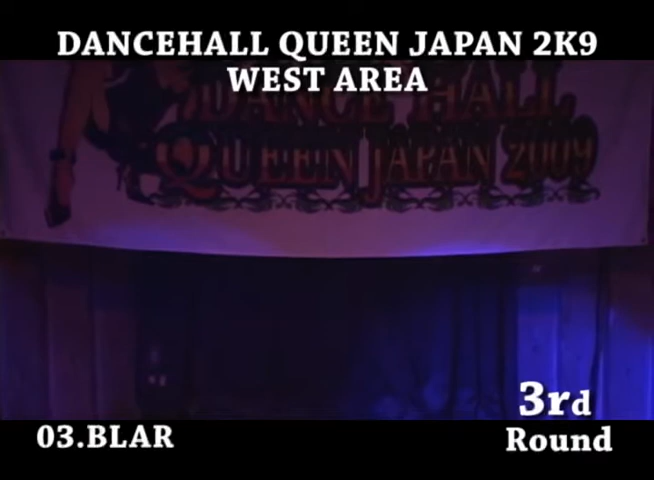 DANCEHALL QUEEN JAPAN 2K9
WEST AREA
DANCE HALL
QUEEN JAPAN 2009
3rd
03.BLAR
Round